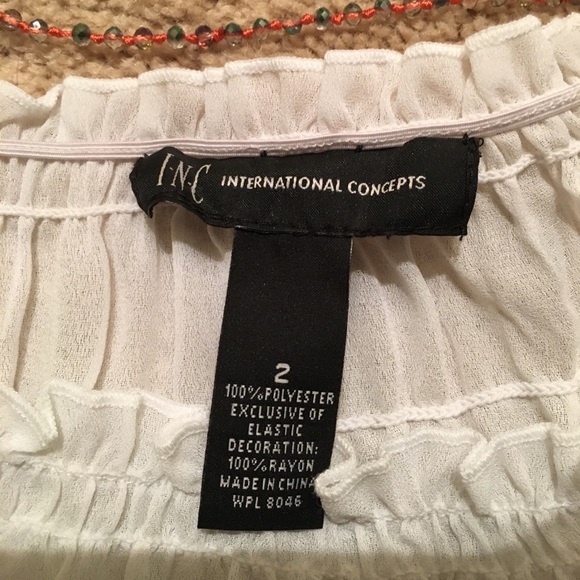 I·N·C INTERNATIONAL CONCEPTS
2
100%POLYESTER
EXCLUSIVE OF
ELASTIC
DECORATION:
100%RAYON
MADE IN CHINA
WPL 8046